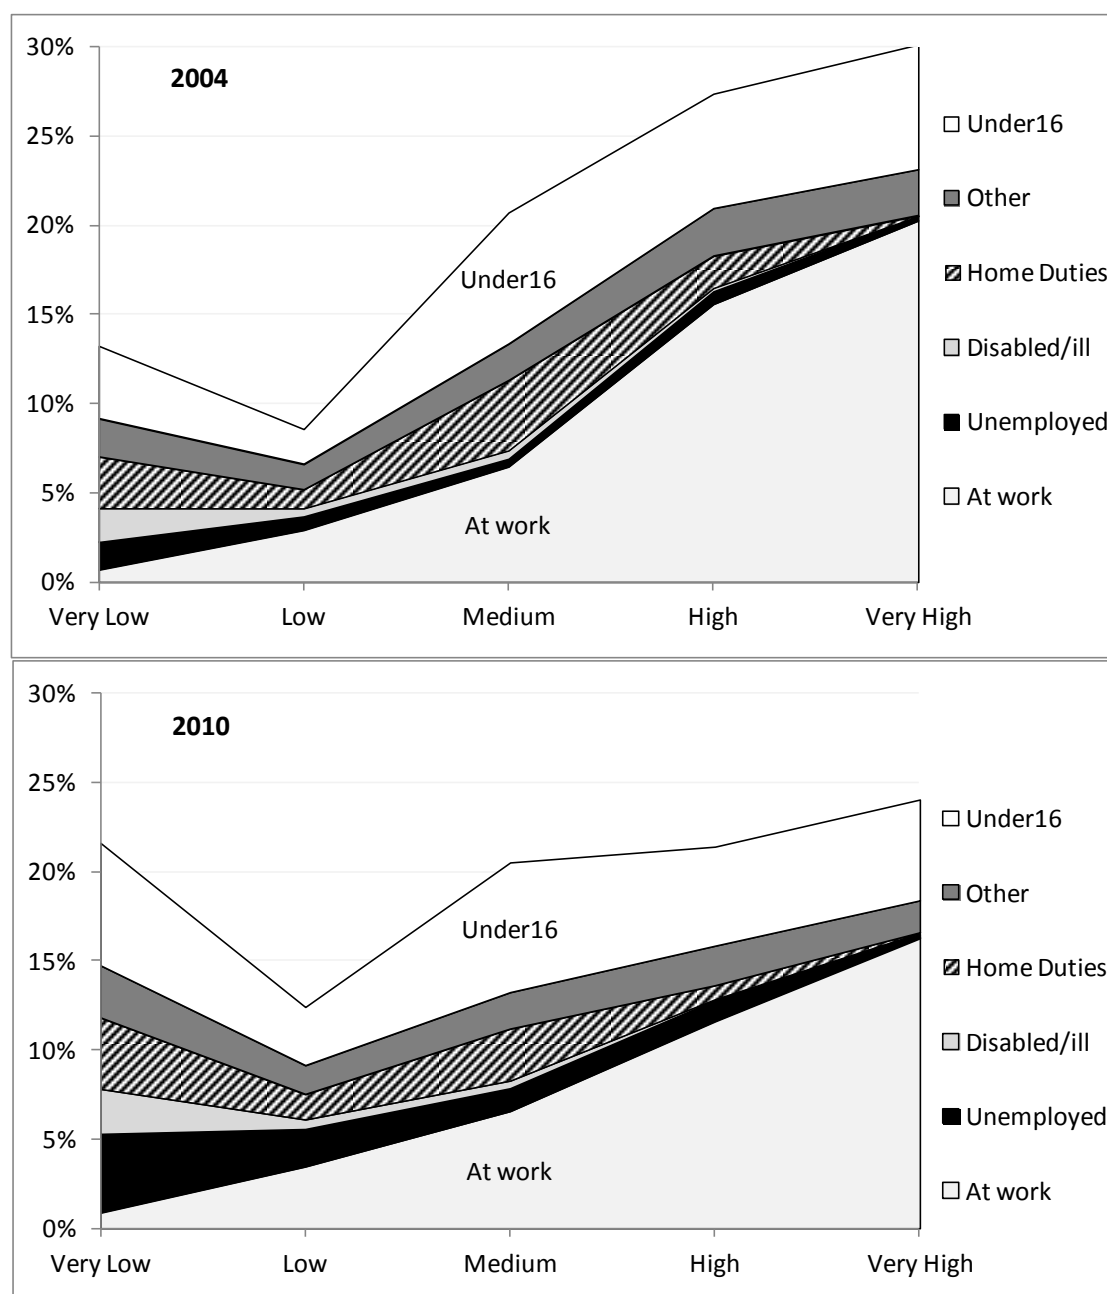 30%
2004
25%
Under16
20%
Other
Under16
Home Duties
15%
Disabled/ill
10%
Unemployed
5%
At work
At work
0%
Very Low Low Medium High Very High
30%
2010
25%
Under16
20%
Other
Under16
15%
Home Duties
10%
Disabled/ill
5%
Unemployed
At work
At work
0%
Very Low Low Medium High Very High